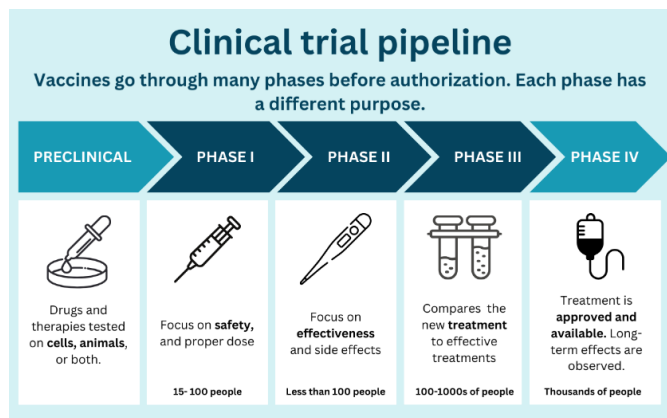 Clinical trial pipeline
Vaccines go through many phases before authorization. Each phase has
a different purpose.
PRECLINICAL
PHASE I
PHASE II
PHASE III
PHASE IV
Drugs and
therapies tested
on cells, animals,
or both.
Focus on safety,
and proper dose
15- 100 people
Focus on
effectiveness
and side effects
Less than 100 people
Compares the
new treatment
to effective
treatments
100-1000s of people
Treatment is
approved and
available. Long-
term effects are
observed.
Thousands of people